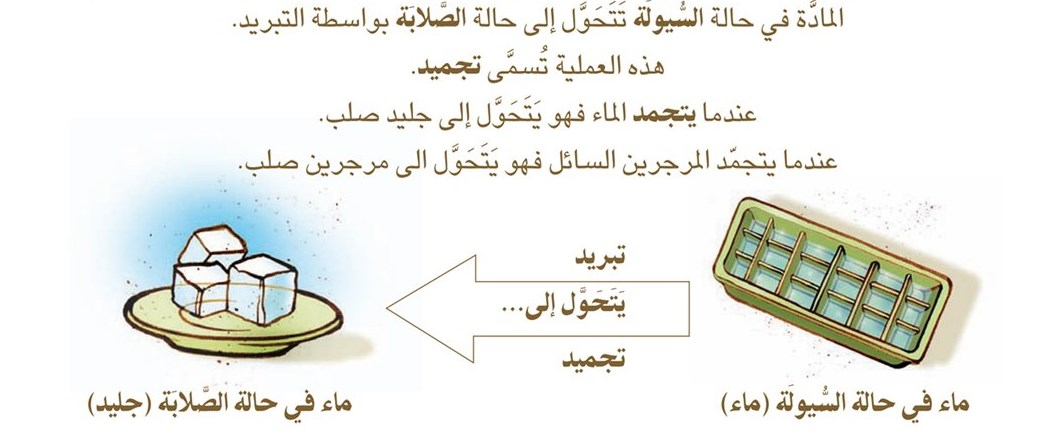 المادَّة في حالة السُّيولَة تَتَحَوَّل إلى حالة الصَّلابَة بواسطة التبريد.
هذه العملية تُسمَّى تجميد.
عندما يتجمد الماء فهو يَتَحَوَّل إلى جليد صلب.
عندما يتجمّد المرجرين السائل فهو يَتَحَوَّل الى مرجرين صلب.
تبريد
يَتَحَوَّل إلى...
تجميد
ماء في حالة السُّيولَة (ماء)
ماء في حالة الصَّلابَة (جليد)